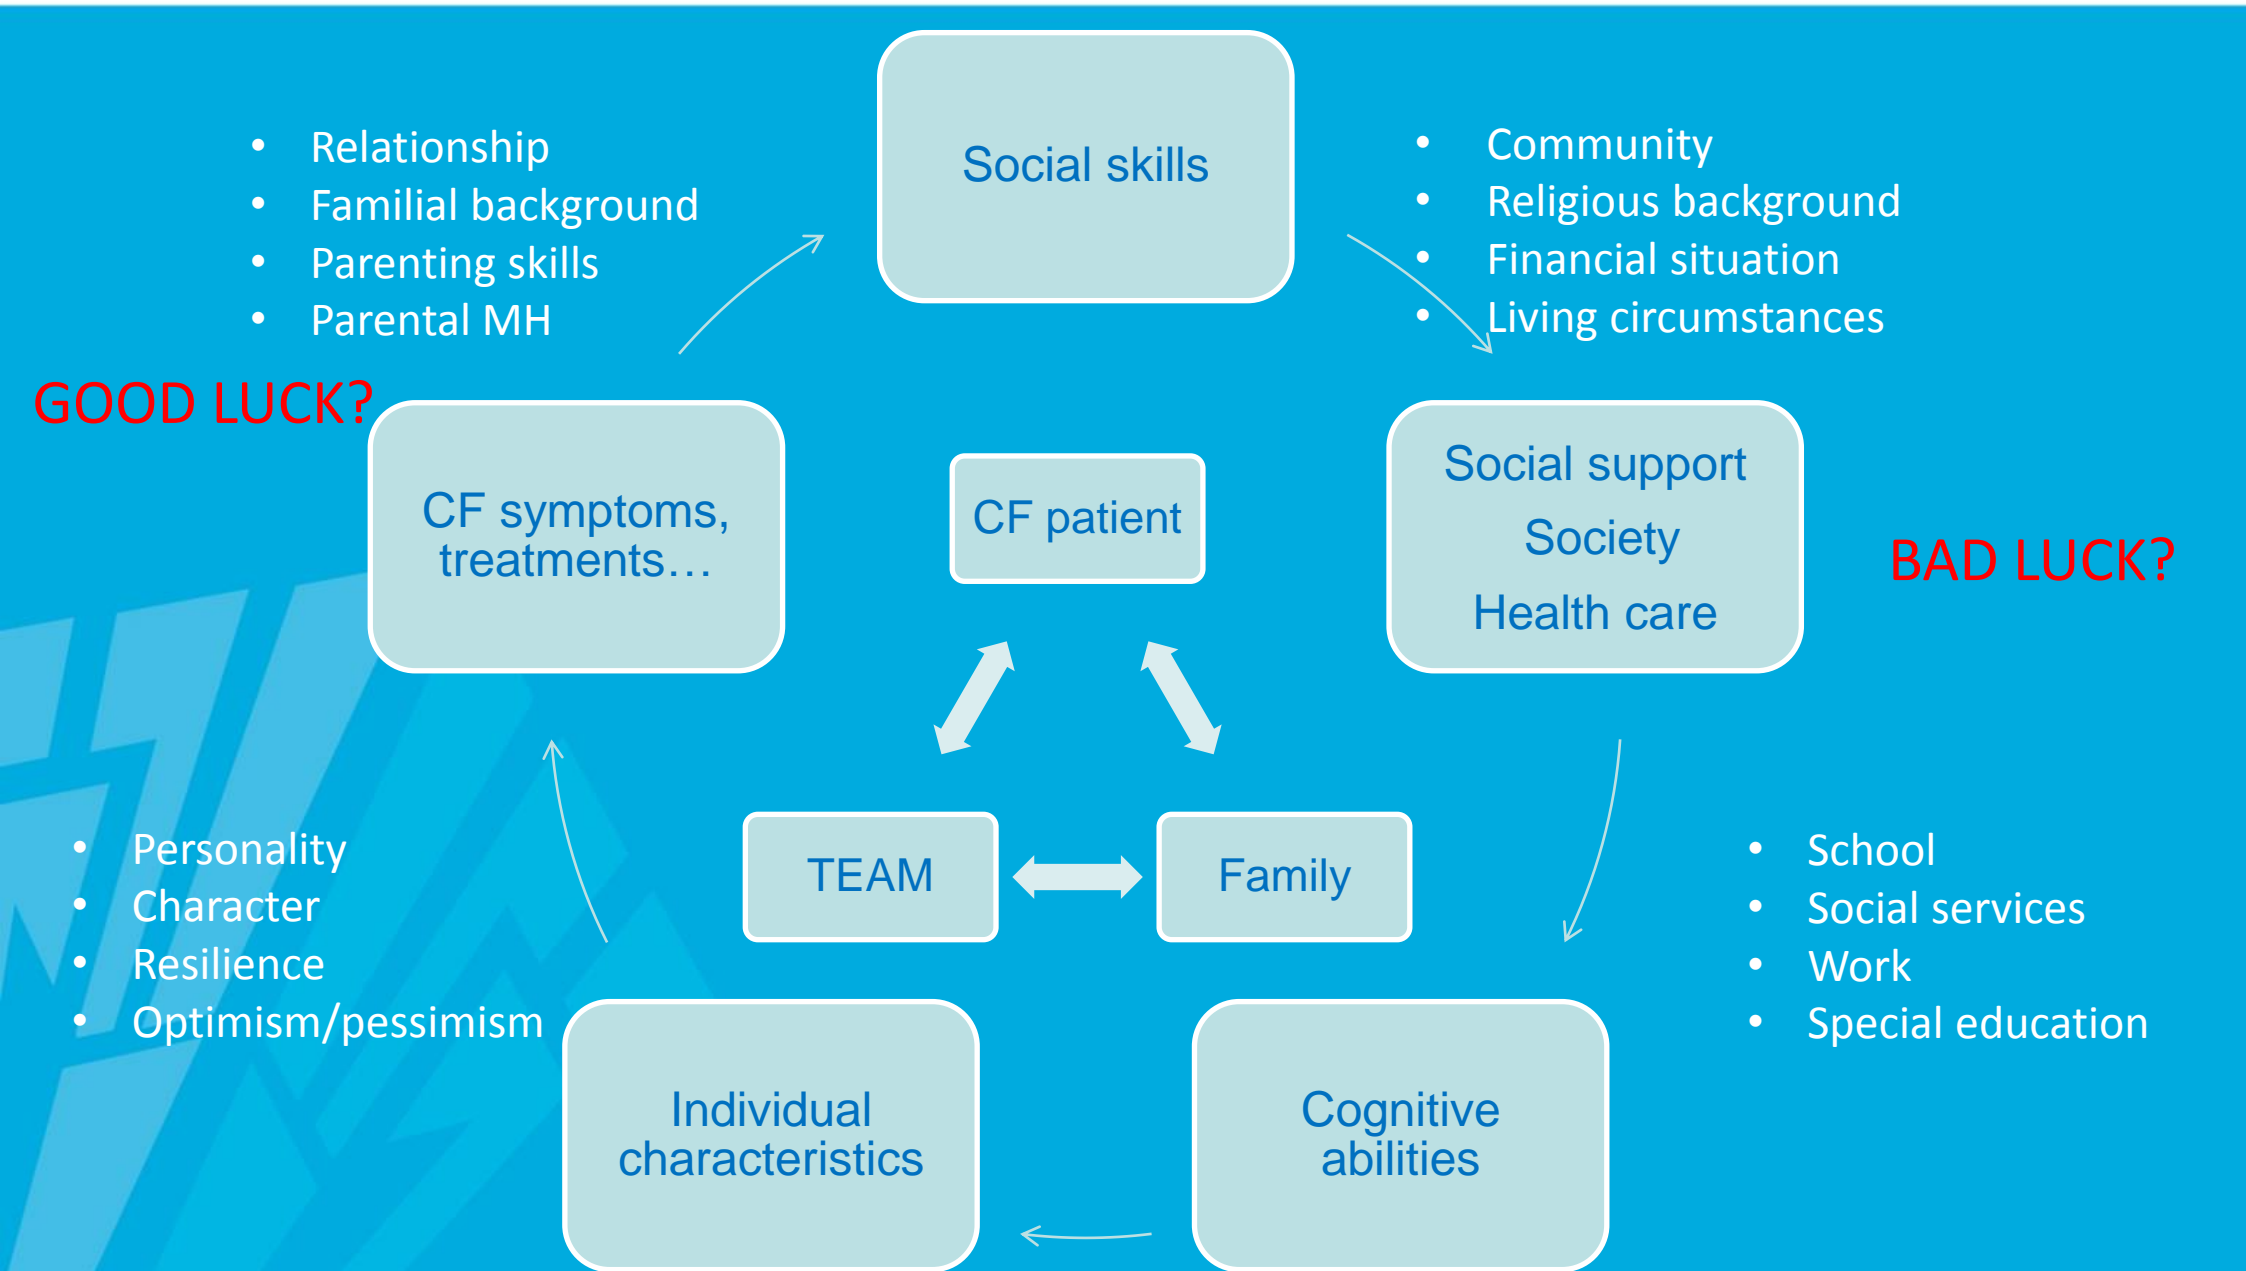 Social skills
• Relationship
• Familial background
• Parenting skills
• Parental MH
• Community
• Religious background
• Financial situation
• Living circumstances
GOOD LUCK?
CF symptoms,
treatments…
CF patient
Social support
Society
Health care
BAD LUCK?
TEAM
Family
• Personality
• Character
• Resilience
• Optimism/pessimism
• School
• Social services
• Work
• Special education
Individual
characteristics
Cognitive
abilities